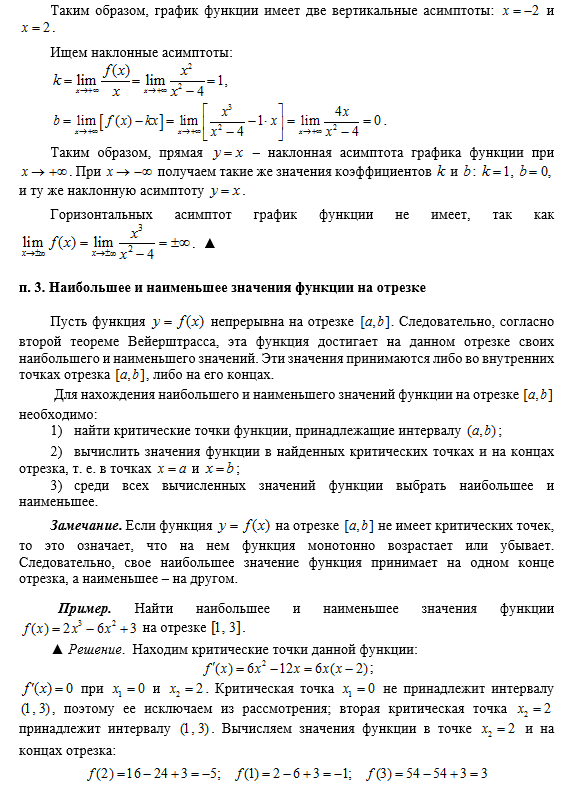 Таким образом, график функции имеет две вертикальные асимптоты: x = −2 и
x = 2.
Ищем наклонные асимптоты:
k = lim_{x→+∞} f(x)/x = lim_{x→+∞} x²/(x² − 4) = 1,
b = lim_{x→+∞} [f(x) − kx] = lim_{x→+∞} [x³/(x² − 4) − 1·x] = lim_{x→+∞} 4x/(x² − 4) = 0.
Таким образом, прямая y = x – наклонная асимптота графика функции при
x → +∞. При x → −∞ получаем такие же значения коэффициентов k и b: k = 1, b = 0,
и ту же наклонную асимптоту y = x.
Горизонтальных асимптот график функции не имеет, так как
lim_{x→±∞} f(x) = lim_{x→±∞} x³/(x² − 4) = ±∞. ▲
п. 3. Наибольшее и наименьшее значения функции на отрезке
Пусть функция y = f(x) непрерывна на отрезке [a, b]. Следовательно, согласно
второй теореме Вейерштрасса, эта функция достигает на данном отрезке своих
наибольшего и наименьшего значений. Эти значения принимаются либо во внутренних
точках отрезка [a, b], либо на его концах.
Для нахождения наибольшего и наименьшего значений функции на отрезке [a, b]
необходимо:
1) найти критические точки функции, принадлежащие интервалу (a, b);
2) вычислить значения функции в найденных критических точках и на концах
отрезка, т. е. в точках x = a и x = b;
3) среди всех вычисленных значений функции выбрать наибольшее и
наименьшее.
Замечание. Если функция y = f(x) на отрезке [a, b] не имеет критических точек,
то это означает, что на нем функция монотонно возрастает или убывает.
Следовательно, свое наибольшее значение функция принимает на одном конце
отрезка, а наименьшее – на другом.
Пример. Найти наибольшее и наименьшее значения функции
f(x) = 2x³ − 6x² + 3 на отрезке [1, 3].
▲ Решение. Находим критические точки данной функции:
f′(x) = 6x² − 12x = 6x(x − 2);
f′(x) = 0 при x₁ = 0 и x₂ = 2. Критическая точка x₁ = 0 не принадлежит интервалу
(1, 3), поэтому ее исключаем из рассмотрения; вторая критическая точка x₂ = 2
принадлежит интервалу (1, 3). Вычисляем значения функции в точке x₂ = 2 и на
концах отрезка:
f(2) = 16 − 24 + 3 = −5; f(1) = 2 − 6 + 3 = −1; f(3) = 54 − 54 + 3 = 3